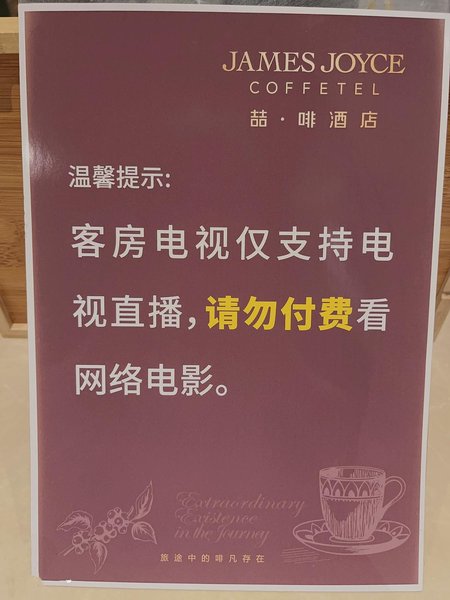 JAMES JOYCE
COFFETEL
喆·啡酒店
温馨提示:
客房电视仅支持电
视直播，请勿付费看
网络电影。
Extraordinary
Existence
in the Journey
旅途中的啡凡存在